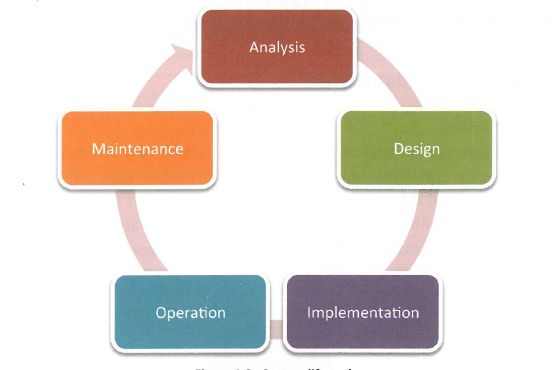 Analysis
Design
Implementation
Operation
Maintenance